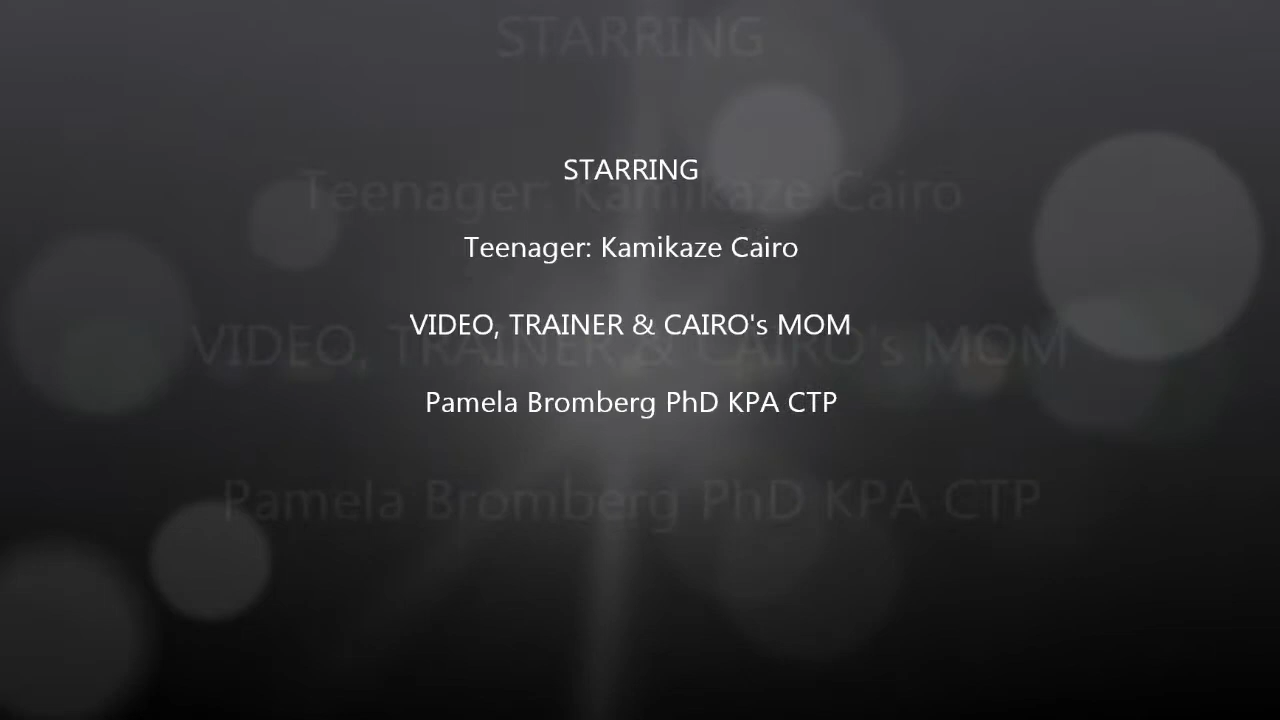 STARRING
Teenager: Kamikaze Cairo
VIDEO, TRAINER & CAIRO's MOM
Pamela Bromberg PhD KPA CTP